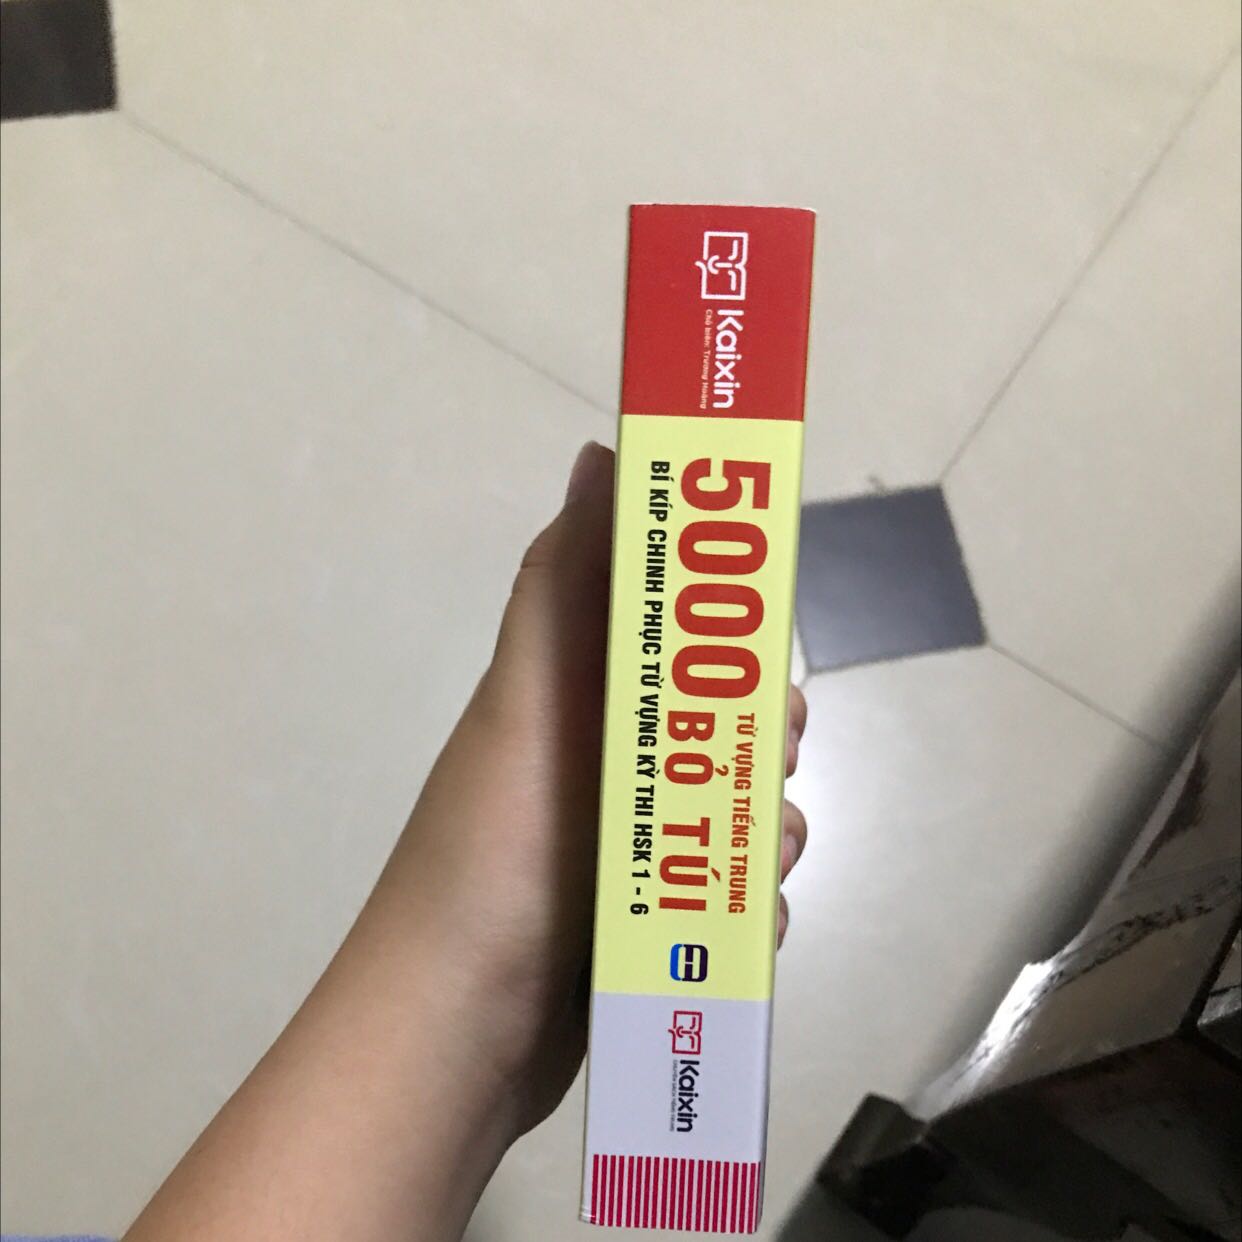 Kaixin
Chủ biên: Trương Hoàng
5000
TỪ VỰNG TIẾNG TRUNG
BỎ TÚI
BÍ KÍP CHINH PHỤC TỪ VỰNG KỲ THI HSK 1 - 6
Kaixin